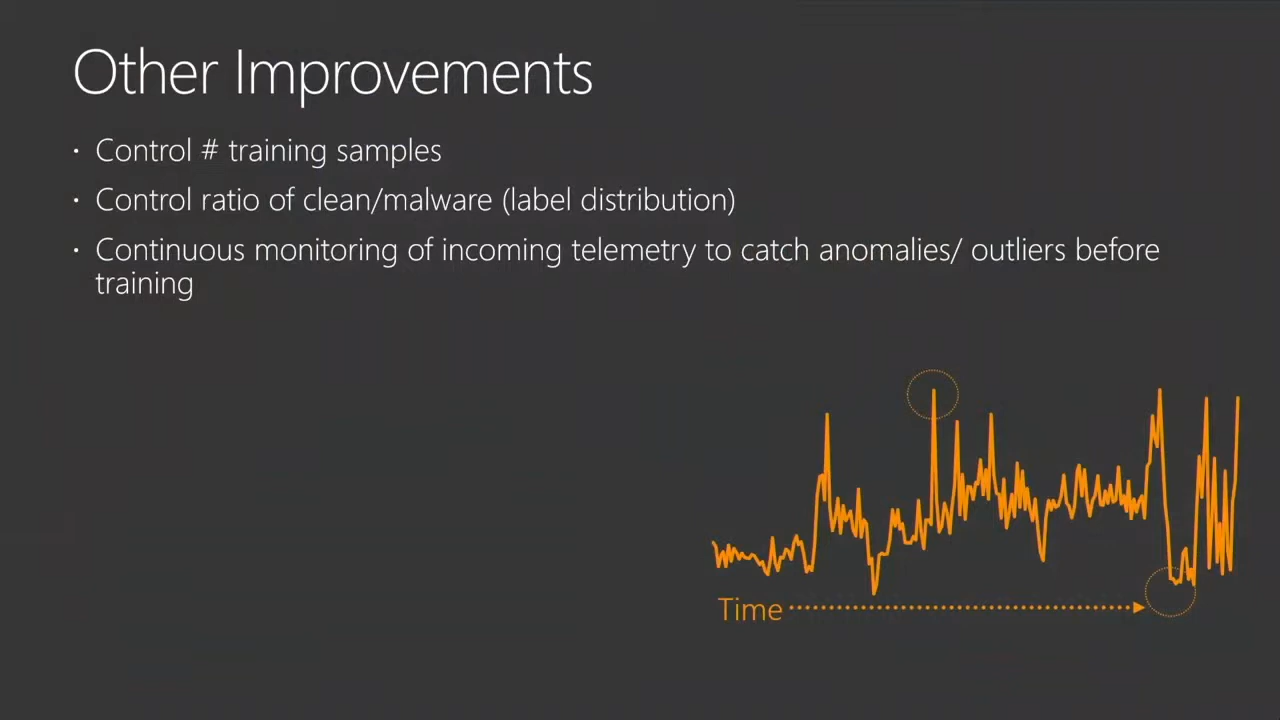 Other Improvements
· Control # training samples
· Control ratio of clean/malware (label distribution)
· Continuous monitoring of incoming telemetry to catch anomalies/ outliers before
training
Time